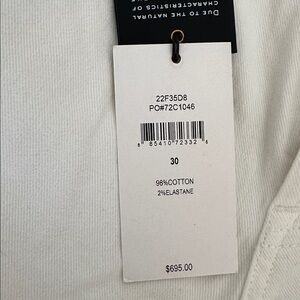 DUE TO THE NATURAL
CHARACTERISTICS OF
22F35D8
PO#72C1046
6 85410 72332 6
30
98%COTTON
2%ELASTANE
$695.00